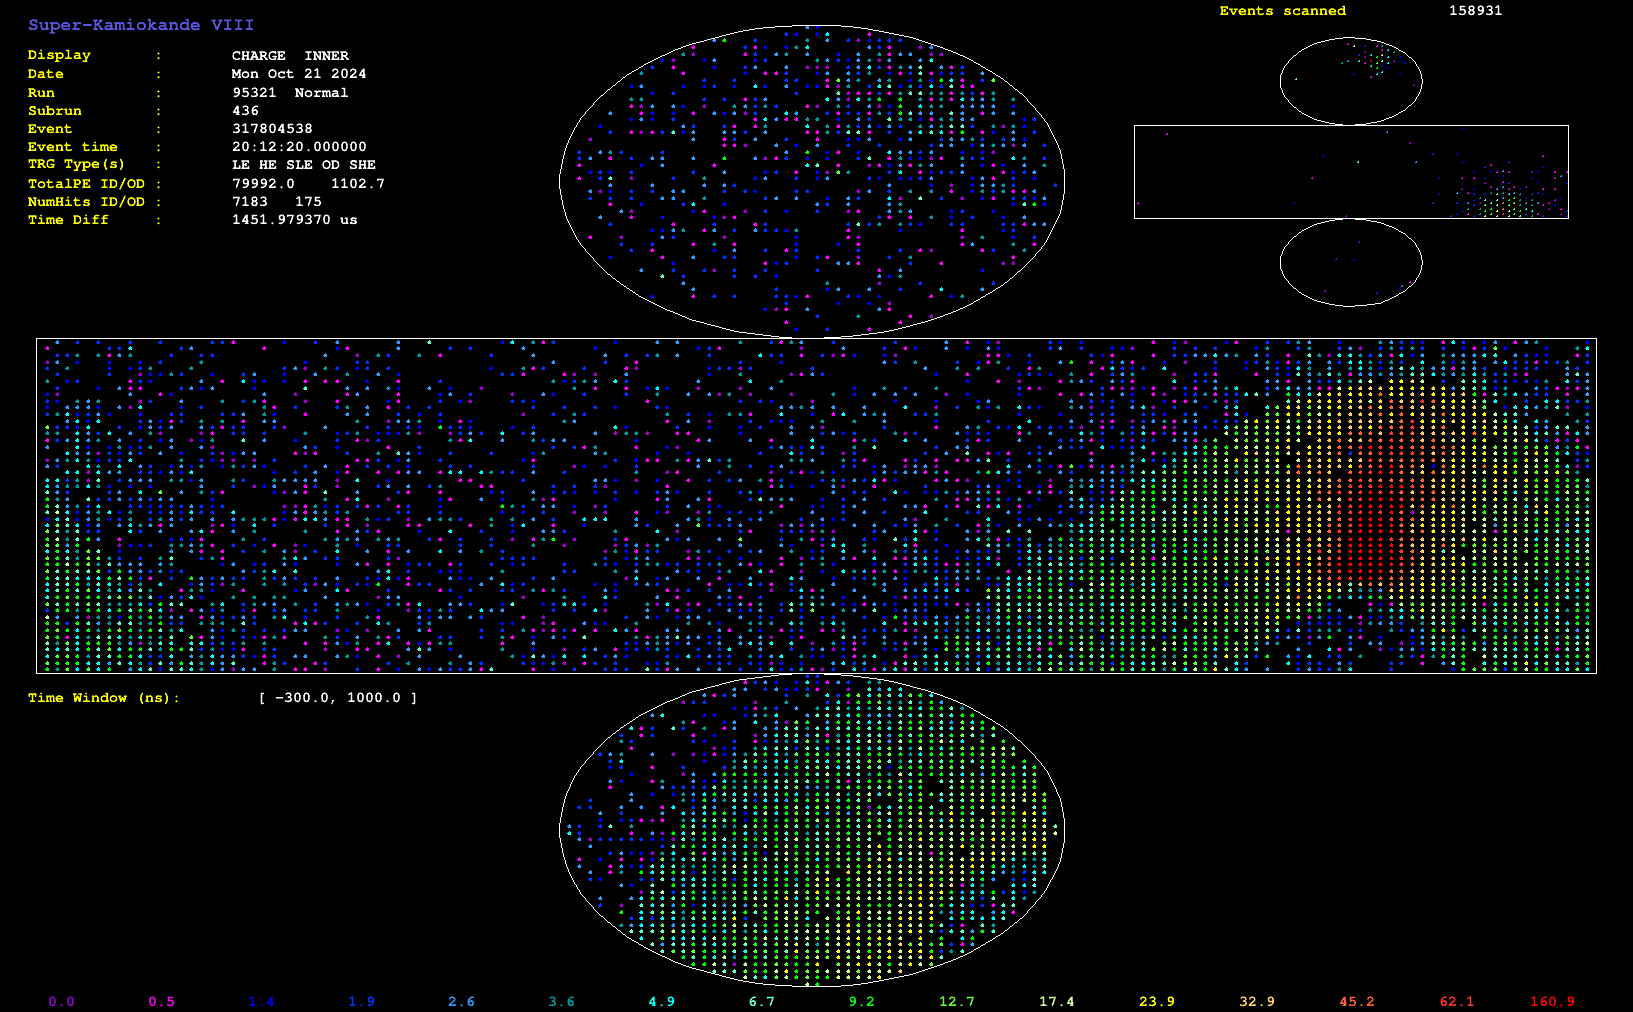 Super-Kamiokande VIII
Events scanned 158931
Display : CHARGE INNER
Date : Mon Oct 21 2024
Run : 95321 Normal
Subrun : 436
Event : 317804538
Event time : 20:12:20.000000
TRG Type(s) : LE HE SLE OD SHE
TotalPE ID/OD : 79992.0 1102.7
NumHits ID/OD : 7183 175
Time Diff : 1451.979370 us
Time Window (ns): [ -300.0, 1000.0 ]
0.0 0.5 1.4 1.9 2.6 3.6 4.9 6.7 9.2 12.7 17.4 23.9 32.9 45.2 62.1 160.9